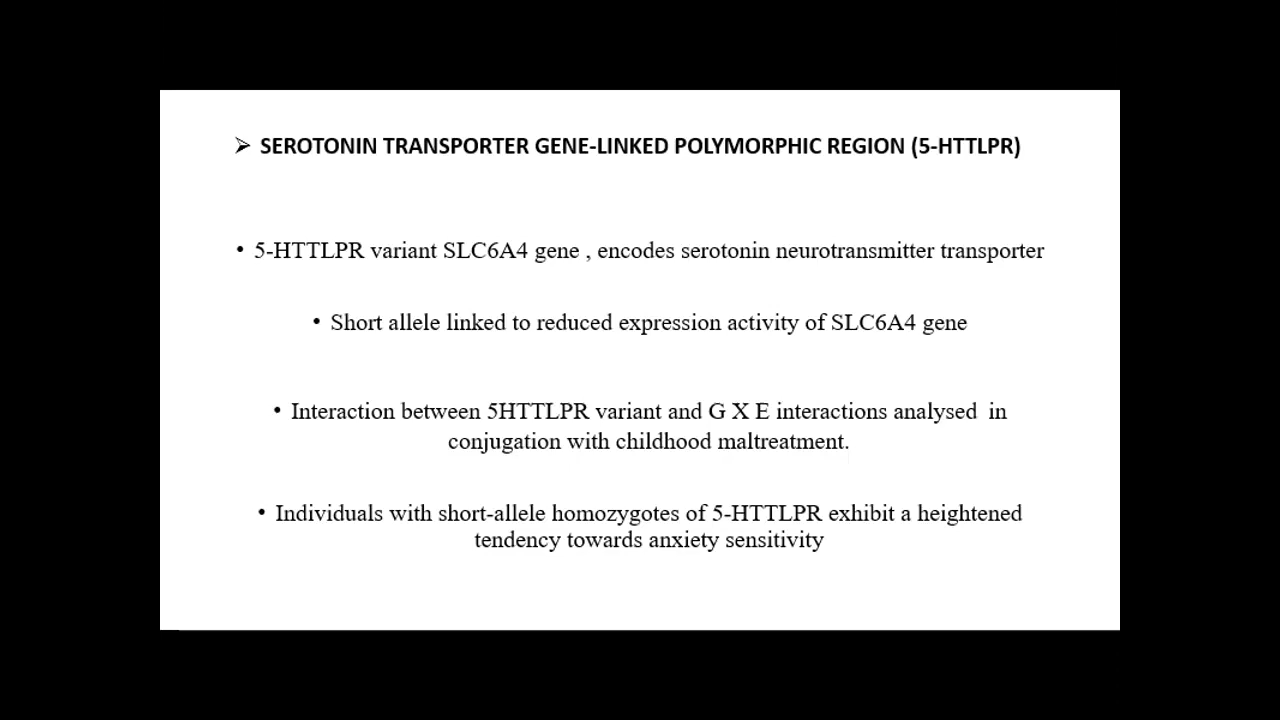 ➢ SEROTONIN TRANSPORTER GENE-LINKED POLYMORPHIC REGION (5-HTTLPR)
• 5-HTTLPR variant SLC6A4 gene , encodes serotonin neurotransmitter transporter
• Short allele linked to reduced expression activity of SLC6A4 gene
• Interaction between 5HTTLPR variant and G X E interactions analysed  in
conjugation with childhood maltreatment.
• Individuals with short-allele homozygotes of 5-HTTLPR exhibit a heightened
tendency towards anxiety sensitivity